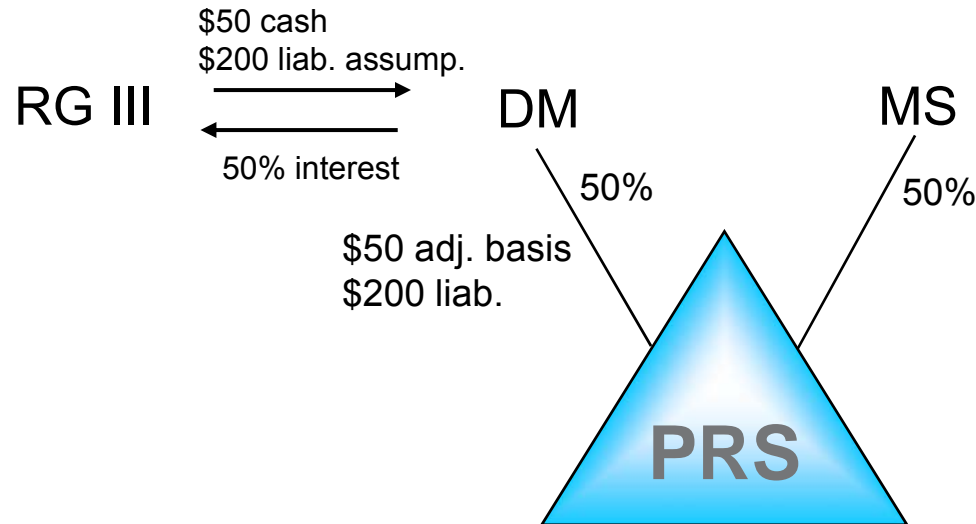 $50 cash
$200 liab. assump.
RG III
DM
MS
50% interest
50%
50%
$50 adj. basis
$200 liab.
PRS